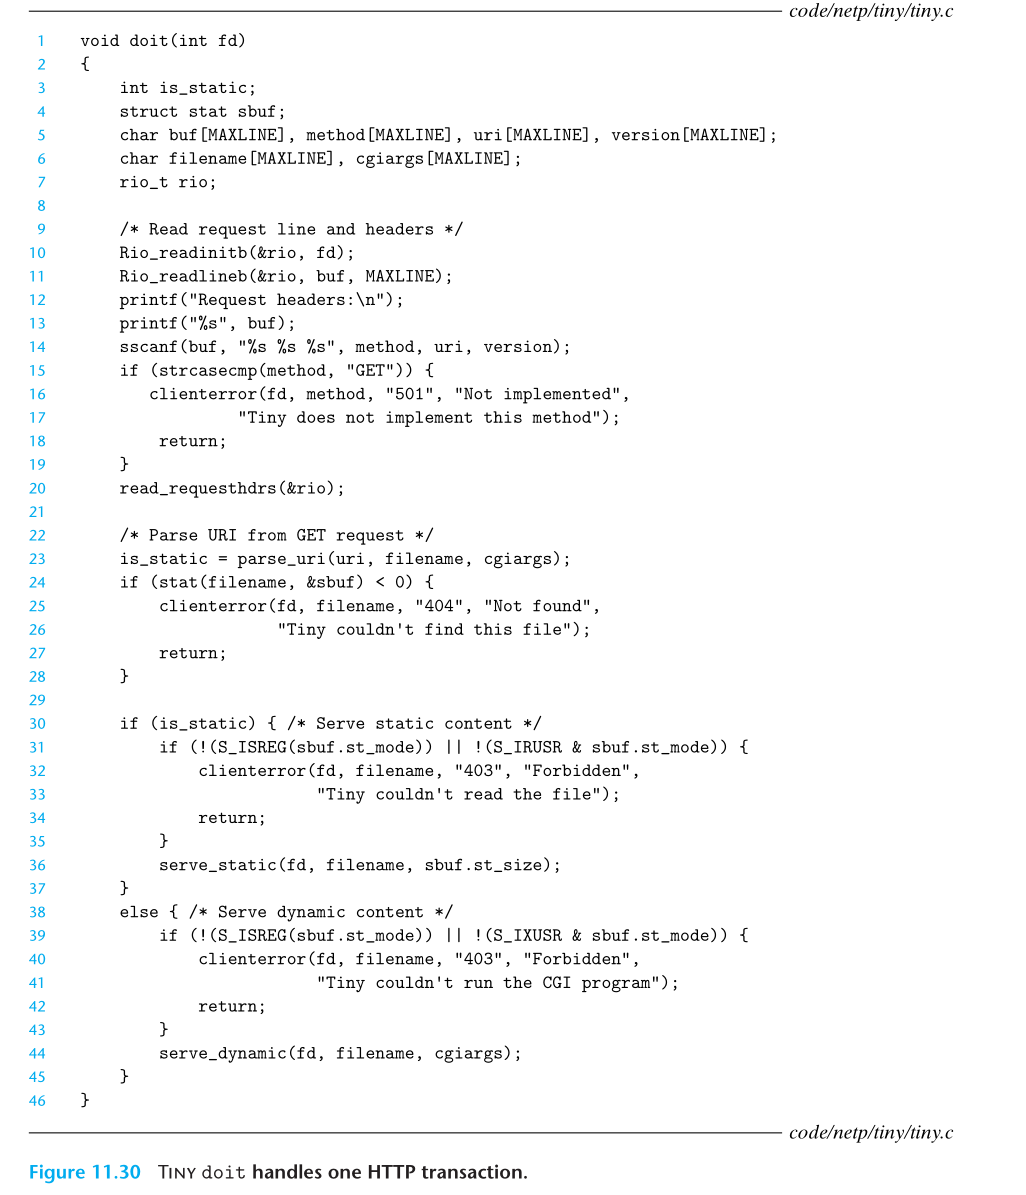 code/netp/tiny/tiny.c
1 void doit(int fd)
2 {
3     int is_static;
4     struct stat sbuf;
5     char buf[MAXLINE], method[MAXLINE], uri[MAXLINE], version[MAXLINE];
6     char filename[MAXLINE], cgiargs[MAXLINE];
7     rio_t rio;
8
9     /* Read request line and headers */
10     Rio_readinitb(&rio, fd);
11     Rio_readlineb(&rio, buf, MAXLINE);
12     printf("Request headers:\n");
13     printf("%s", buf);
14     sscanf(buf, "%s %s %s", method, uri, version);
15     if (strcasecmp(method, "GET")) {
16        clienterror(fd, method, "501", "Not implemented",
17                 "Tiny does not implement this method");
18         return;
19     }
20     read_requesthdrs(&rio);
21
22     /* Parse URI from GET request */
23     is_static = parse_uri(uri, filename, cgiargs);
24     if (stat(filename, &sbuf) < 0) {
25         clienterror(fd, filename, "404", "Not found",
26                     "Tiny couldn't find this file");
27         return;
28     }
29
30     if (is_static) { /* Serve static content */
31         if (!(S_ISREG(sbuf.st_mode)) || !(S_IRUSR & sbuf.st_mode)) {
32             clienterror(fd, filename, "403", "Forbidden",
33                         "Tiny couldn't read the file");
34             return;
35         }
36         serve_static(fd, filename, sbuf.st_size);
37     }
38     else { /* Serve dynamic content */
39         if (!(S_ISREG(sbuf.st_mode)) || !(S_IXUSR & sbuf.st_mode)) {
40             clienterror(fd, filename, "403", "Forbidden",
41                         "Tiny couldn't run the CGI program");
42             return;
43         }
44         serve_dynamic(fd, filename, cgiargs);
45     }
46 }
code/netp/tiny/tiny.c
Figure 11.30 TINY doit handles one HTTP transaction.